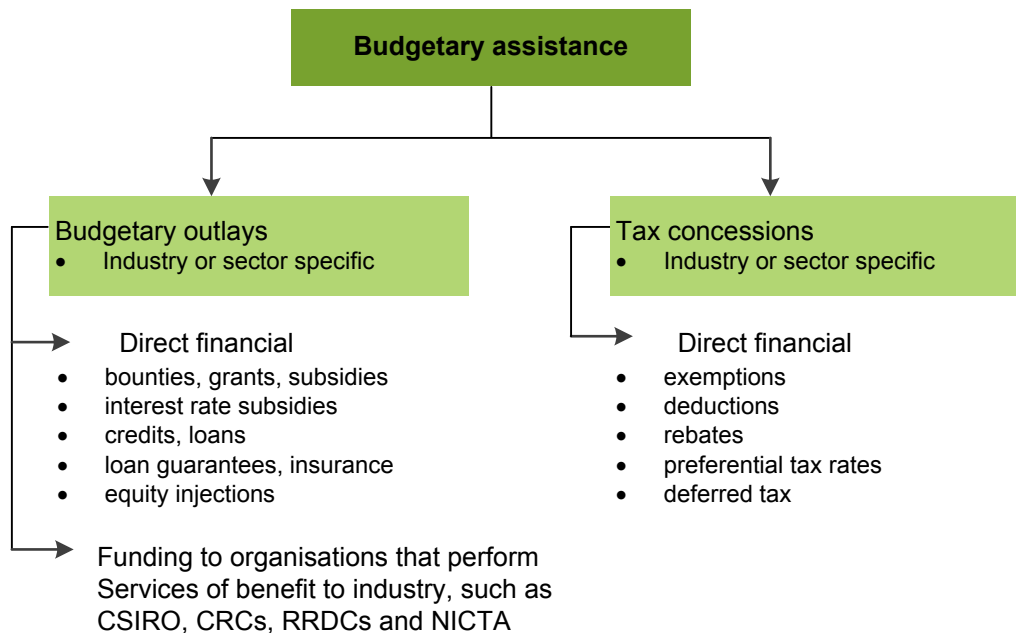 Budgetary assistance
Budgetary outlays
• Industry or sector specific
Direct financial
• bounties, grants, subsidies
• interest rate subsidies
• credits, loans
• loan guarantees, insurance
• equity injections
Funding to organisations that perform
Services of benefit to industry, such as
CSIRO, CRCs, RRDCs and NICTA
Tax concessions
• Industry or sector specific
Direct financial
• exemptions
• deductions
• rebates
• preferential tax rates
• deferred tax